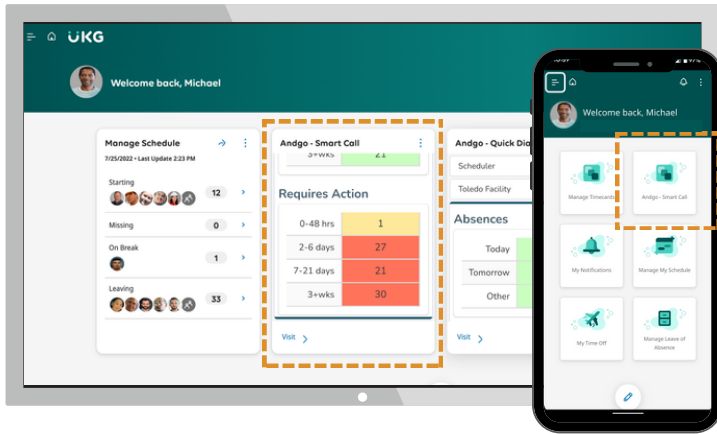 UKG
Welcome back, Michael
Manage Schedule
7/25/2022 • Last Update 2:23 PM
Starting
12
Missing
0
On Break
1
Leaving
33
Andgo - Smart Call
3+wks 21
Requires Action
0-48 hrs 1
2-6 days 27
7-21 days 21
3+wks 30
Visit
Andgo - Quick Dia
Scheduler
Toledo Facility
Absences
Today
Tomorrow
Other
Visit
Welcome back, Michael
Manage Timecards
Andgo - Smart Call
My Notifications
Manage My Schedule
My Time Off
Manage Leave of
Absence